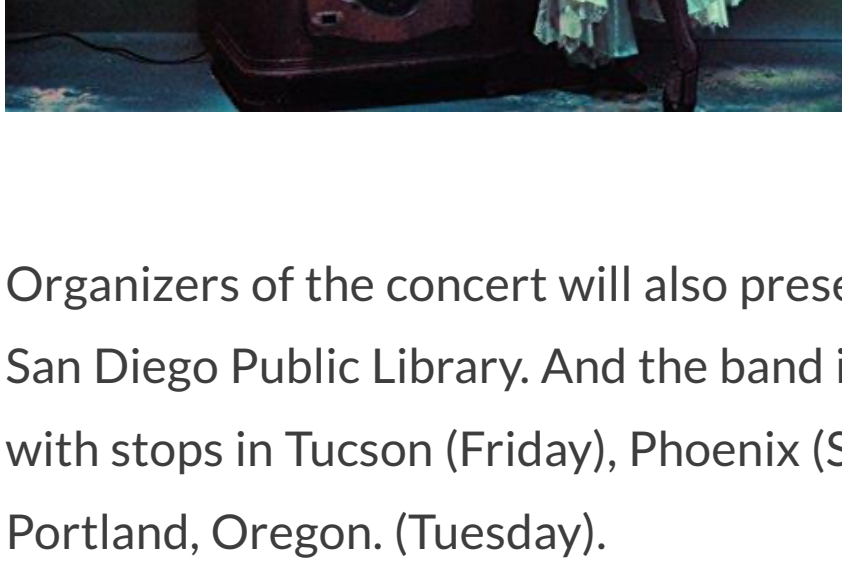 Organizers of the concert will also
San Diego Public Library. And the band
with stops in Tucson (Friday), Phoenix
Portland, Oregon. (Tuesday).